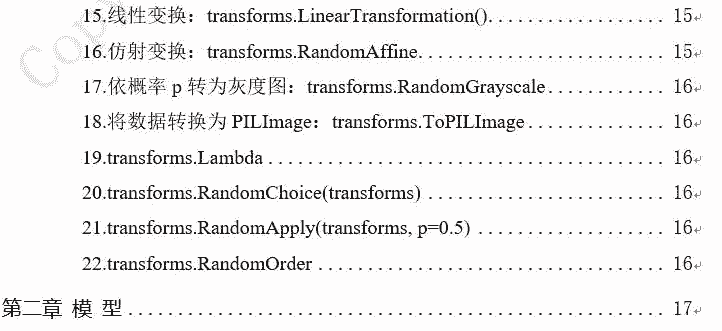 15.线性变换：transforms.LinearTransformation()........................ 15
16.仿射变换：transforms.RandomAffine................................ 15
17.依概率 p 转为灰度图：transforms.RandomGrayscale............ 16
18.将数据转换为 PILImage：transforms.ToPILImage............... 16
19.transforms.Lambda................................................ 16
20.transforms.RandomChoice(transforms)............................. 16
21.transforms.RandomApply(transforms, p=0.5)....................... 16
22.transforms.RandomOrder........................................... 16
第二章 模 型........................................................... 17